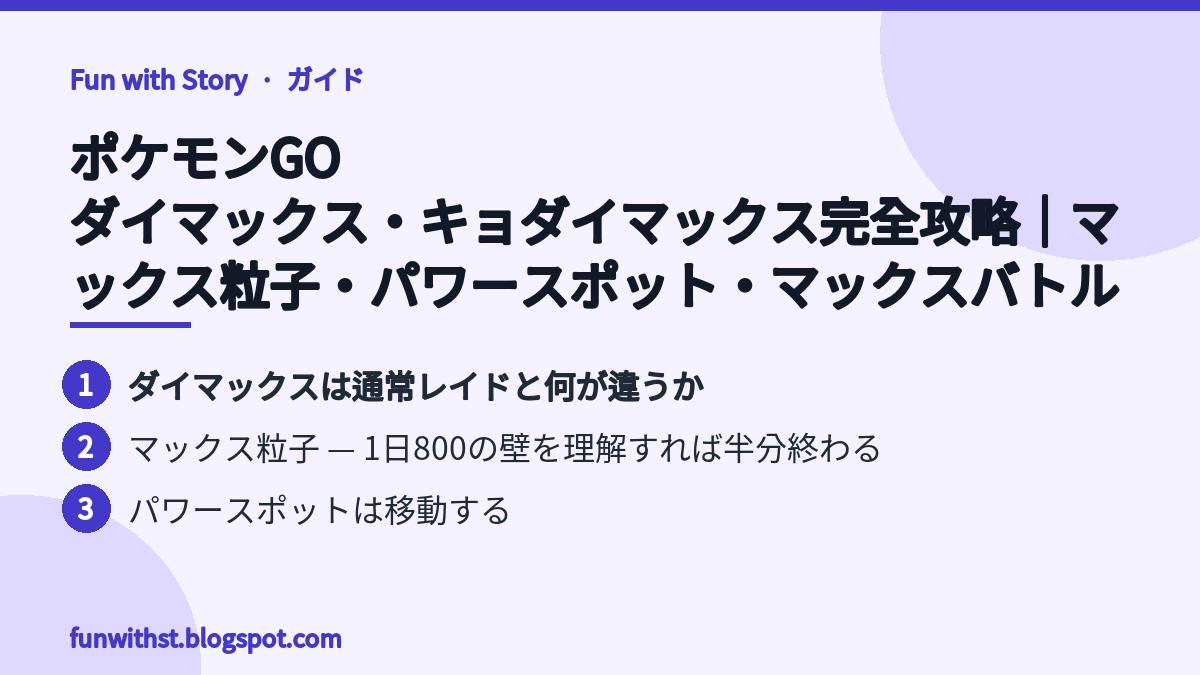 Fun with Story · ガイド
ポケモンGO
ダイマックス・キョダイマックス完全攻略｜マ
ックス粒子・パワースポット・マックスバトル
1 ダイマックスは通常レイドと何が違うか
2 マックス粒子 — 1日800の壁を理解すれば半分終わる
3 パワースポットは移動する
funwithst.blogspot.com